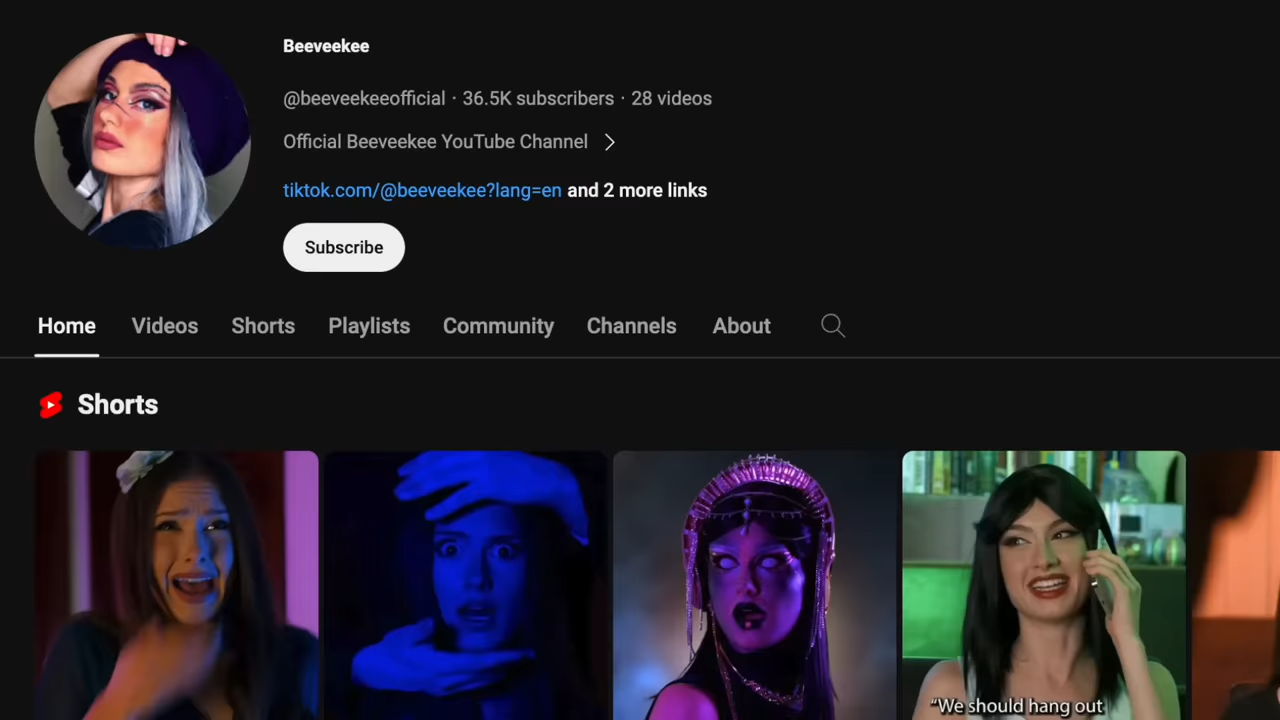 Beeveekee
@beeveekeeofficial · 36.5K subscribers · 28 videos
Official Beeveekee YouTube Channel
tiktok.com/@beeveekee?lang=en and 2 more links
Subscribe
Home Videos Shorts Playlists Community Channels About
Shorts
“We should hang out